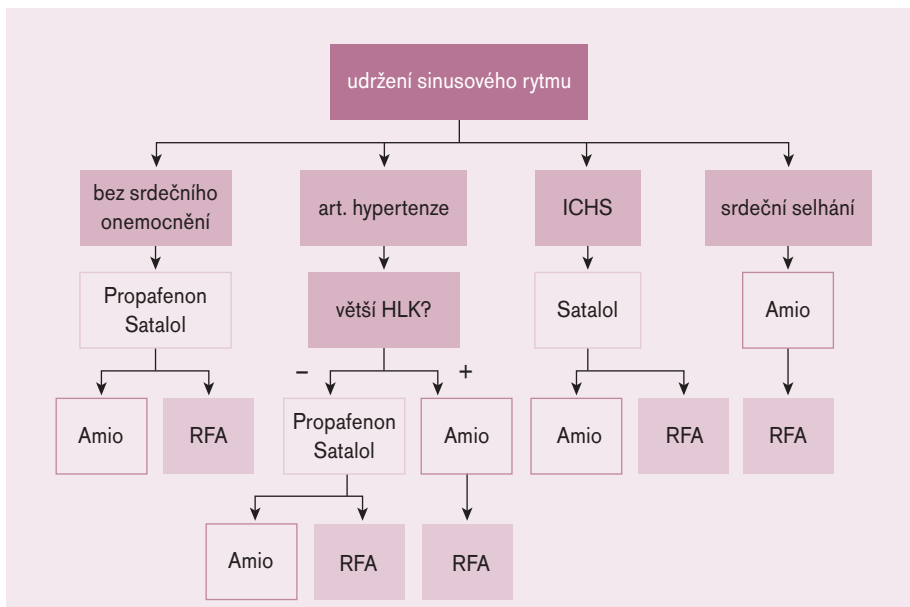 udržení sinusového rytmu
bez srdečního
onemocnění
art. hypertenze
ICHS
srdeční selhání
Propafenon
Satalol
větší HLK?
Satalol
Amio
–
+
Amio
RFA
Propafenon
Satalol
Amio
Amio
RFA
RFA
Amio
RFA
RFA